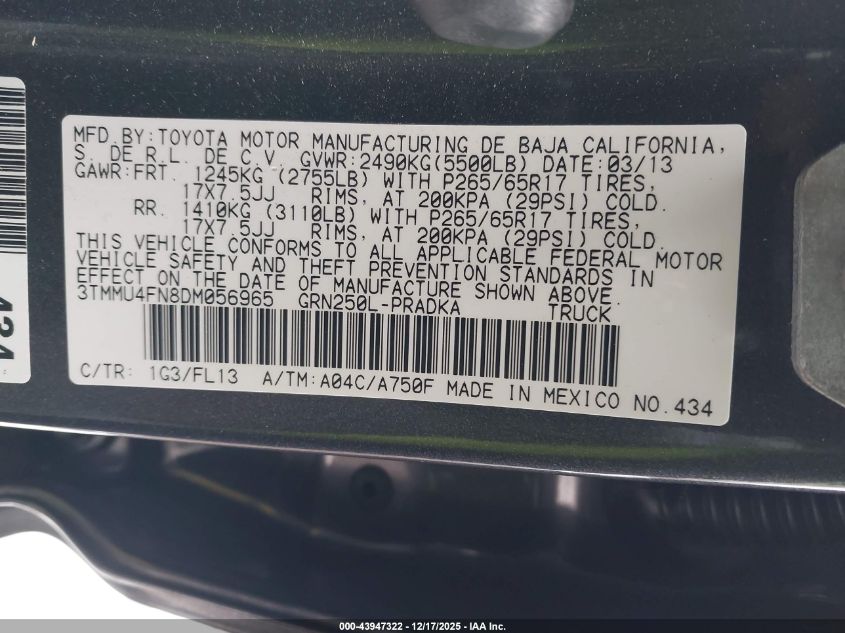 MFD BY:TOYOTA MOTOR MANUFACTURING DE BAJA CALIFORNIA,
S. DE R.L. DE C.V. GVWR:2490KG(5500LB) DATE:03/13
GAWR:FRT. 1245KG (2755LB) WITH P265/65R17 TIRES,
17X7.5JJ RIMS, AT 200KPA (29PSI) COLD.
RR. 1410KG (3110LB) WITH P265/65R17 TIRES,
17X7.5JJ RIMS, AT 200KPA (29PSI) COLD.
THIS VEHICLE CONFORMS TO ALL APPLICABLE FEDERAL MOTOR
VEHICLE SAFETY AND THEFT PREVENTION STANDARDS IN
EFFECT ON THE DATE OF MANUFACTURE SHOWN ABOVE.
3TMMU4FN8DM056965 GRN250L-PRADKA TRUCK
C/TR: 1G3/FL13 A/TM:A04C/A750F MADE IN MEXICO NO.434
434
000-43947322 - 12/17/2025 - IAA Inc.